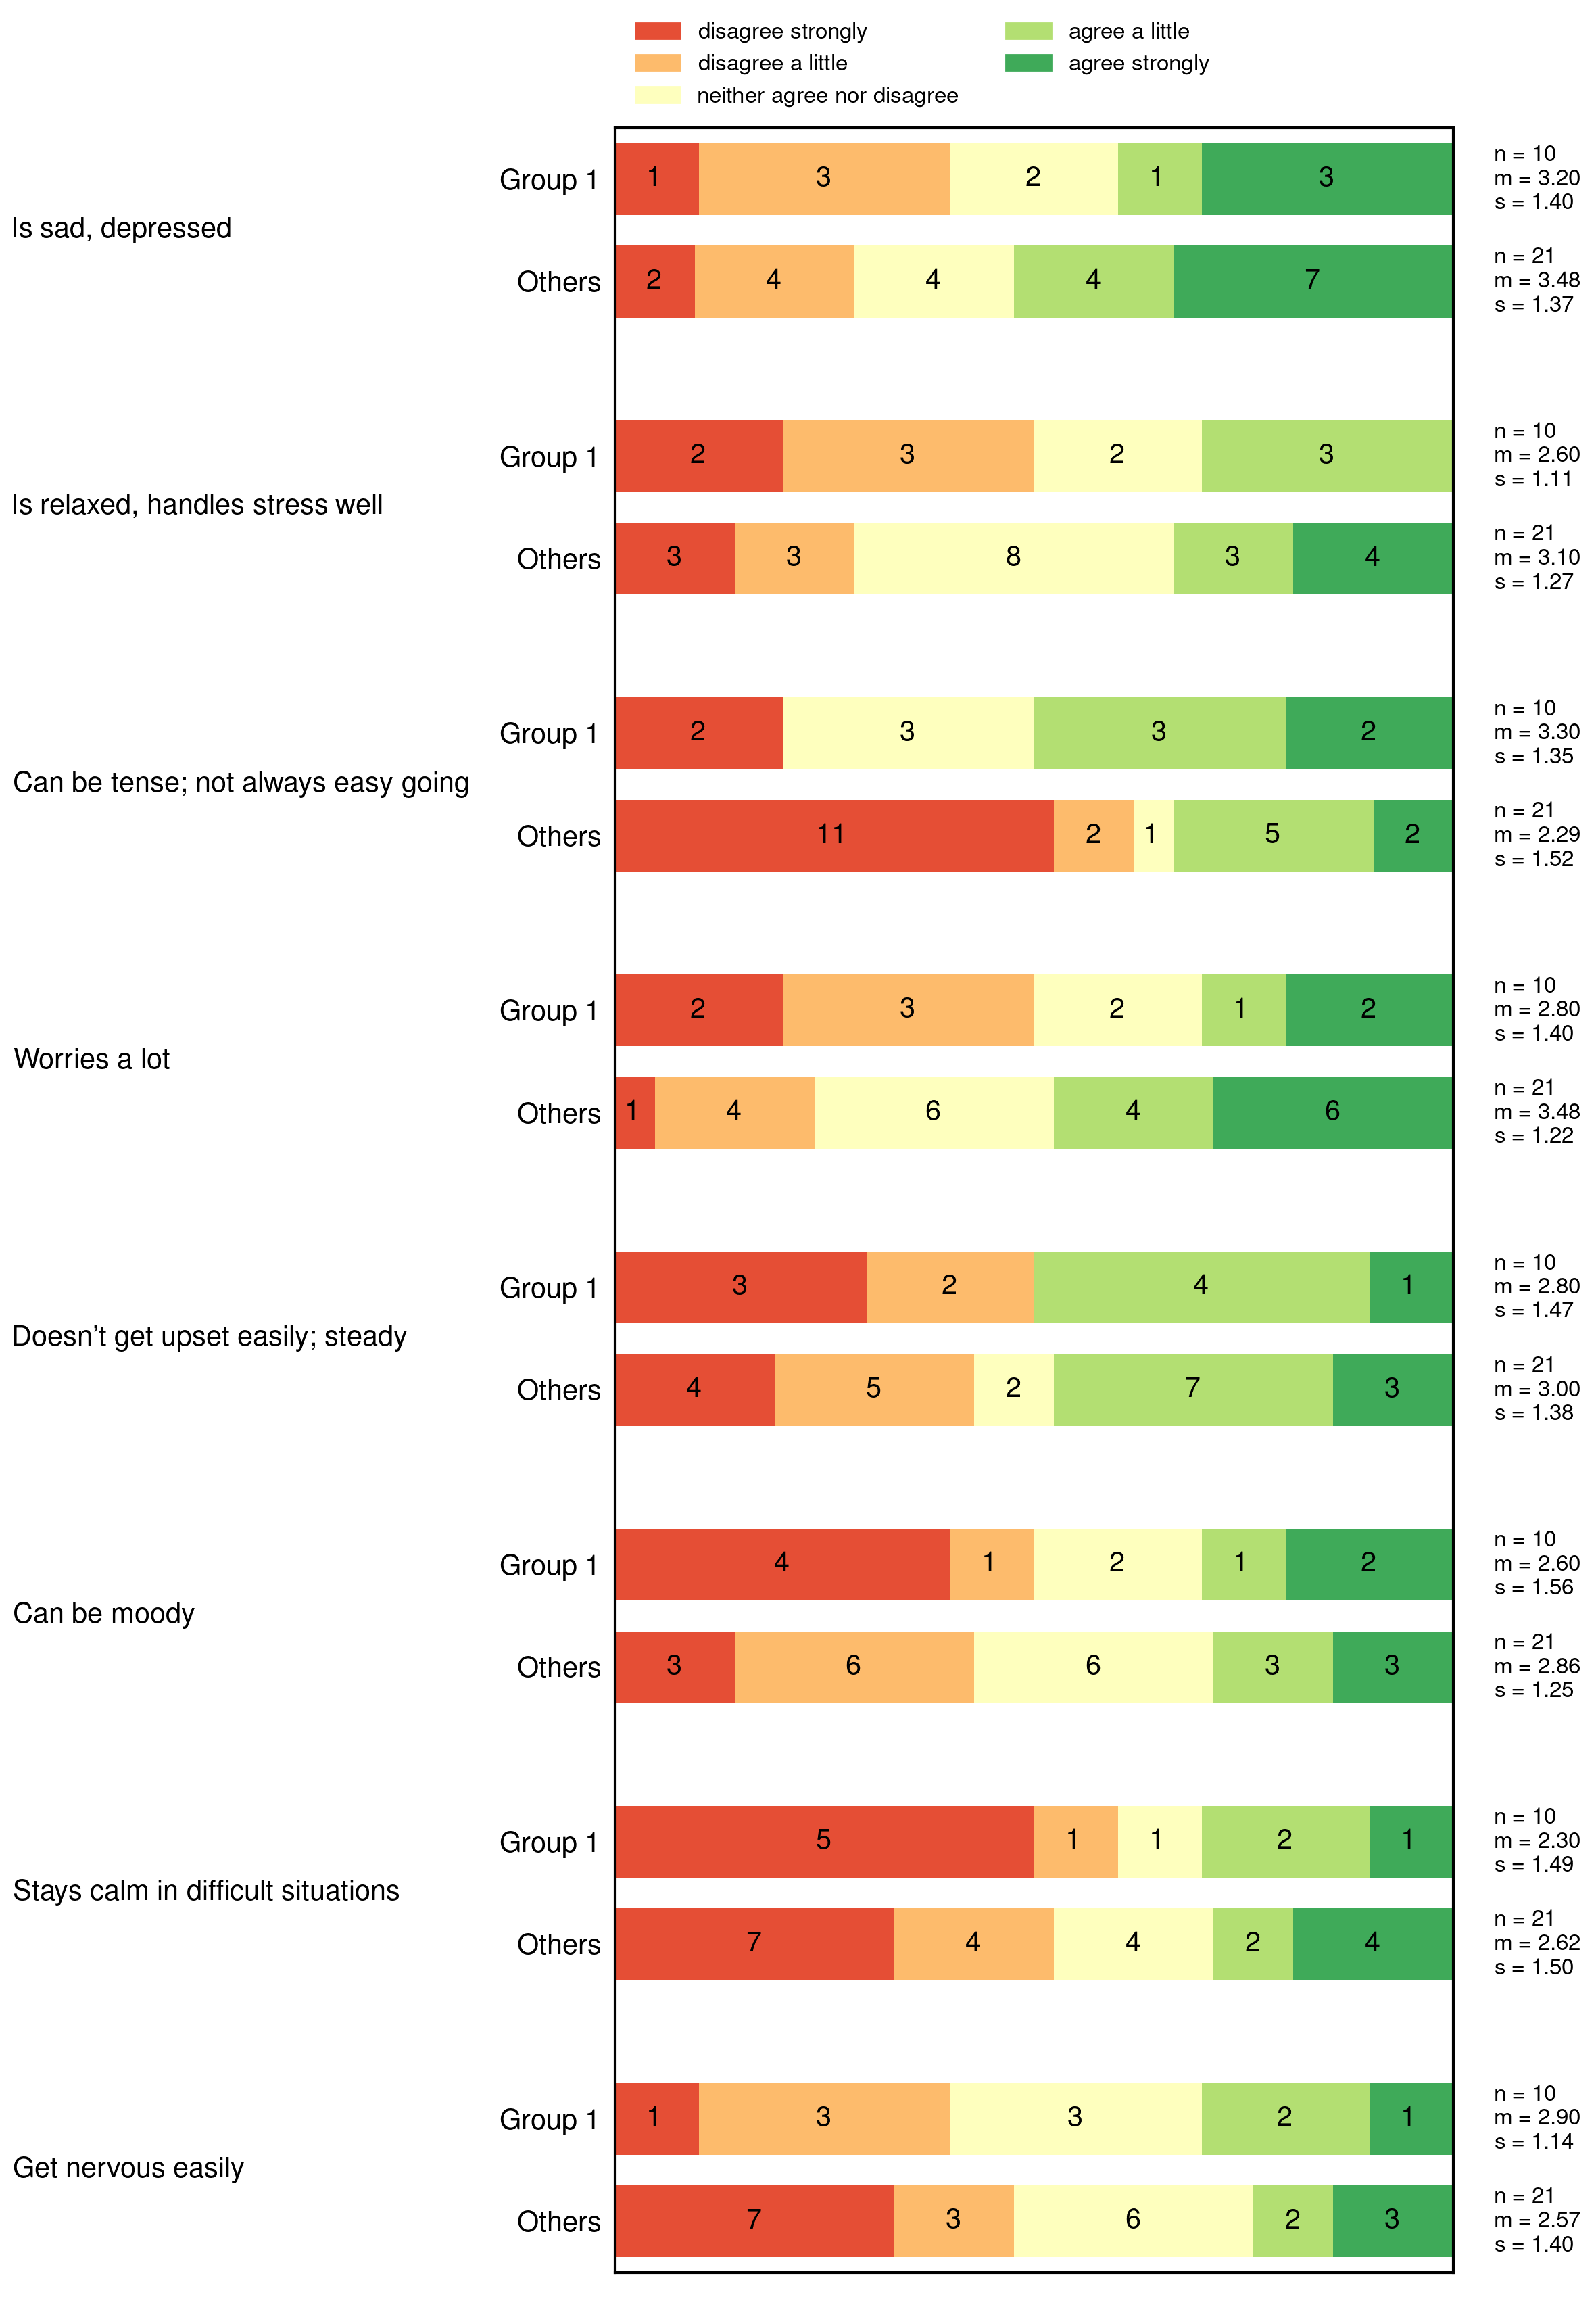 disagree strongly
disagree a little
neither agree nor disagree
agree a little
agree strongly
Is sad, depressed
Group 1
1 3 2 1 3
n = 10
m = 3.20
s = 1.40
Others
2 4 4 4 7
n = 21
m = 3.48
s = 1.37
Is relaxed, handles stress well
Group 1
2 3 2 3
n = 10
m = 2.60
s = 1.11
Others
3 3 8 3 4
n = 21
m = 3.10
s = 1.27
Can be tense; not always easy going
Group 1
2 3 3 2
n = 10
m = 3.30
s = 1.35
Others
11 2 1 5 2
n = 21
m = 2.29
s = 1.52
Worries a lot
Group 1
2 3 2 1 2
n = 10
m = 2.80
s = 1.40
Others
1 4 6 4 6
n = 21
m = 3.48
s = 1.22
Doesn’t get upset easily; steady
Group 1
3 2 4 1
n = 10
m = 2.80
s = 1.47
Others
4 5 2 7 3
n = 21
m = 3.00
s = 1.38
Can be moody
Group 1
4 1 2 1 2
n = 10
m = 2.60
s = 1.56
Others
3 6 6 3 3
n = 21
m = 2.86
s = 1.25
Stays calm in difficult situations
Group 1
5 1 1 2 1
n = 10
m = 2.30
s = 1.49
Others
7 4 4 2 4
n = 21
m = 2.62
s = 1.50
Get nervous easily
Group 1
1 3 3 2 1
n = 10
m = 2.90
s = 1.14
Others
7 3 6 2 3
n = 21
m = 2.57
s = 1.40